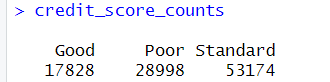 > credit_score_counts
Good Poor Standard
17828 28998 53174